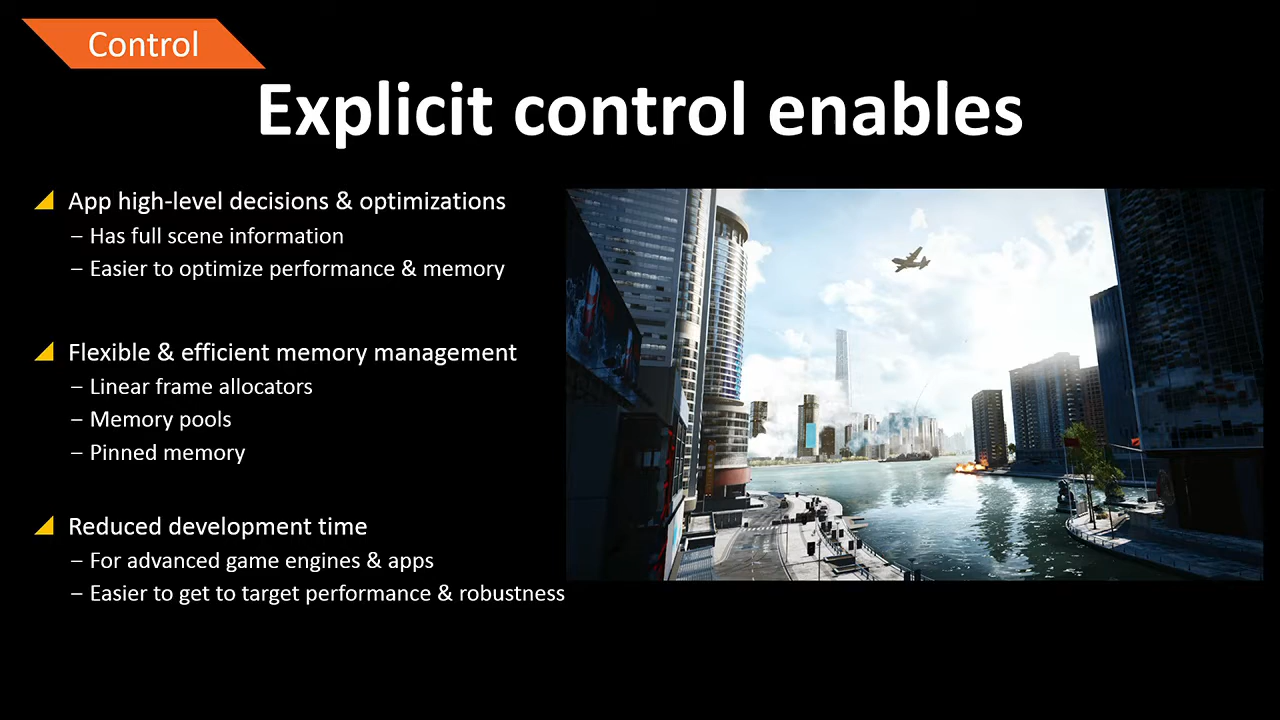 Control
Explicit control enables
App high-level decisions & optimizations
– Has full scene information
– Easier to optimize performance & memory
Flexible & efficient memory management
– Linear frame allocators
– Memory pools
– Pinned memory
Reduced development time
– For advanced game engines & apps
– Easier to get to target performance & robustness